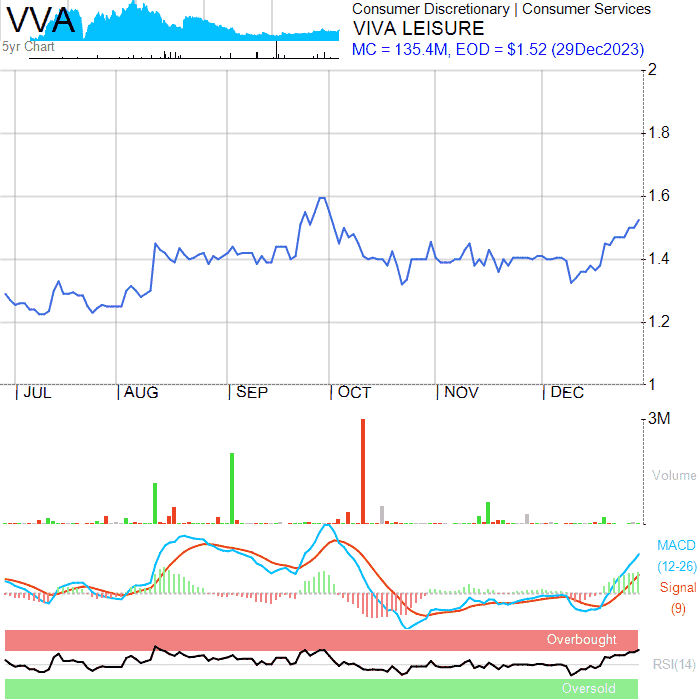 VVA
5yr Chart
Consumer Discretionary | Consumer Services
VIVA LEISURE
MC = 135.4M, EOD = $1.52 (29Dec2023)
2
1.8
1.6
1.4
1.2
1
| JUL | AUG | SEP | OCT | NOV | DEC
3M
Volume
MACD
(12-26)
Signal
(9)
Overbought
RSI(14)
Oversold